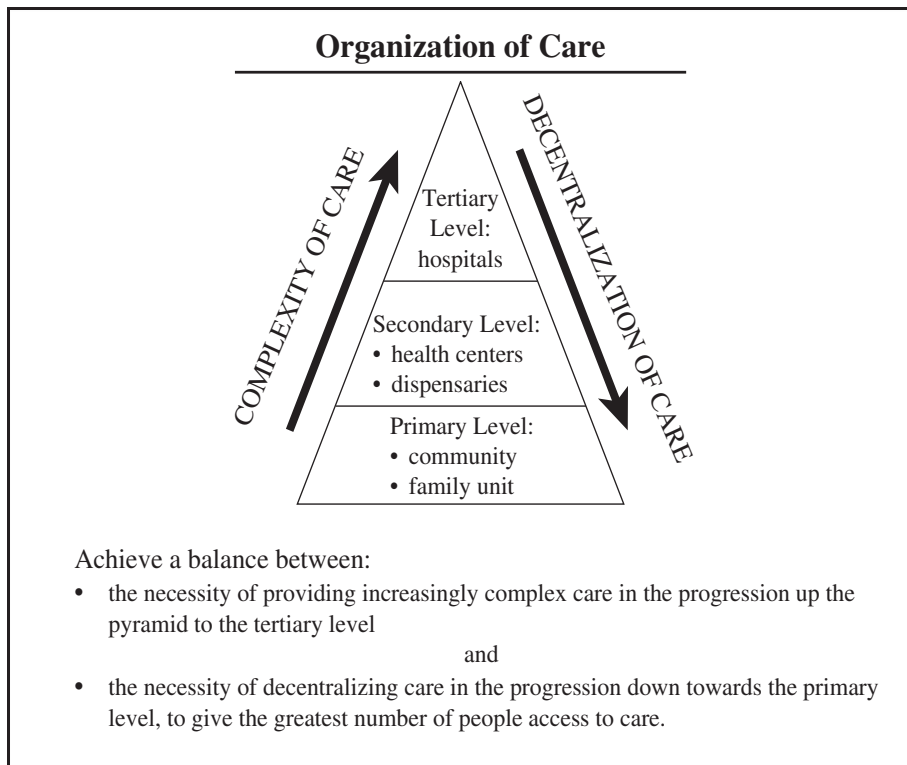 Organization of Care
COMPLEXITY OF CARE
DECENTRALIZATION OF CARE
Tertiary
Level:
hospitals
Secondary Level:
• health centers
• dispensaries
Primary Level:
• community
• family unit
Achieve a balance between:
• the necessity of providing increasingly complex care in the progression up the
pyramid to the tertiary level
and
• the necessity of decentralizing care in the progression down towards the primary
level, to give the greatest number of people access to care.